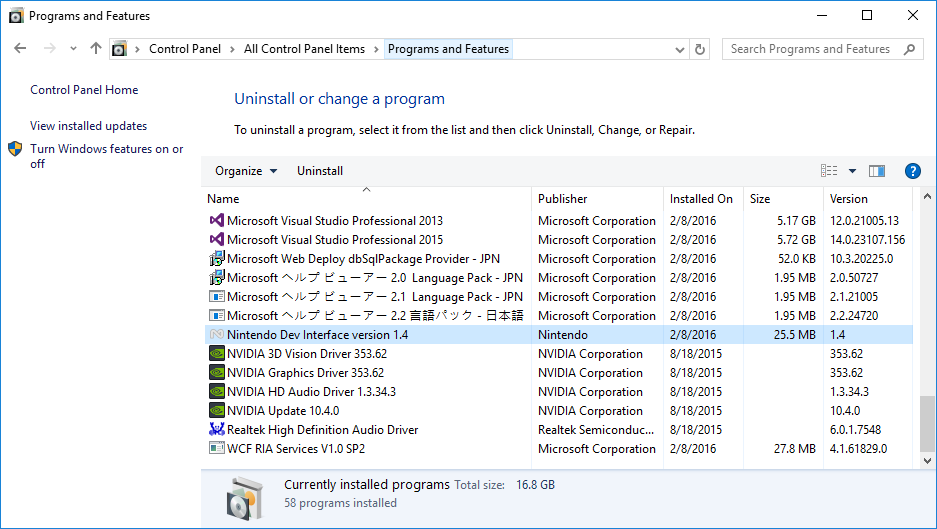 Programs and Features
Control Panel > All Control Panel Items > Programs and Features
Search Programs and Features
Control Panel Home
View installed updates
Turn Windows features on or
off
Uninstall or change a program
To uninstall a program, select it from the list and then click Uninstall, Change, or Repair.
Organize Uninstall
?
Name Publisher Installed On Size Version
Microsoft Visual Studio Professional 2013 Microsoft Corporation 2/8/2016 5.17 GB 12.0.21005.13
Microsoft Visual Studio Professional 2015 Microsoft Corporation 2/8/2016 5.72 GB 14.0.23107.156
Microsoft Web Deploy dbSqlPackage Provider - JPN Microsoft Corporation 2/8/2016 52.0 KB 10.3.20225.0
Microsoft ヘルプ ビューアー 2.0 Language Pack - JPN Microsoft Corporation 2/8/2016 1.95 MB 2.0.50727
Microsoft ヘルプ ビューアー 2.1 Language Pack - JPN Microsoft Corporation 2/8/2016 1.95 MB 2.1.21005
Microsoft ヘルプ ビューアー 2.2 言語パック - 日本語 Microsoft Corporation 2/8/2016 1.95 MB 2.2.24720
Nintendo Dev Interface version 1.4 Nintendo 2/8/2016 25.5 MB 1.4
NVIDIA 3D Vision Driver 353.62 NVIDIA Corporation 8/18/2015 353.62
NVIDIA Graphics Driver 353.62 NVIDIA Corporation 8/18/2015 353.62
NVIDIA HD Audio Driver 1.3.34.3 NVIDIA Corporation 8/18/2015 1.3.34.3
NVIDIA Update 10.4.0 NVIDIA Corporation 8/18/2015 10.4.0
Realtek High Definition Audio Driver Realtek Semiconduc... 8/18/2015 6.0.1.7548
WCF RIA Services V1.0 SP2 Microsoft Corporation 2/8/2016 27.8 MB 4.1.61829.0
Currently installed programs Total size: 16.8 GB
58 programs installed